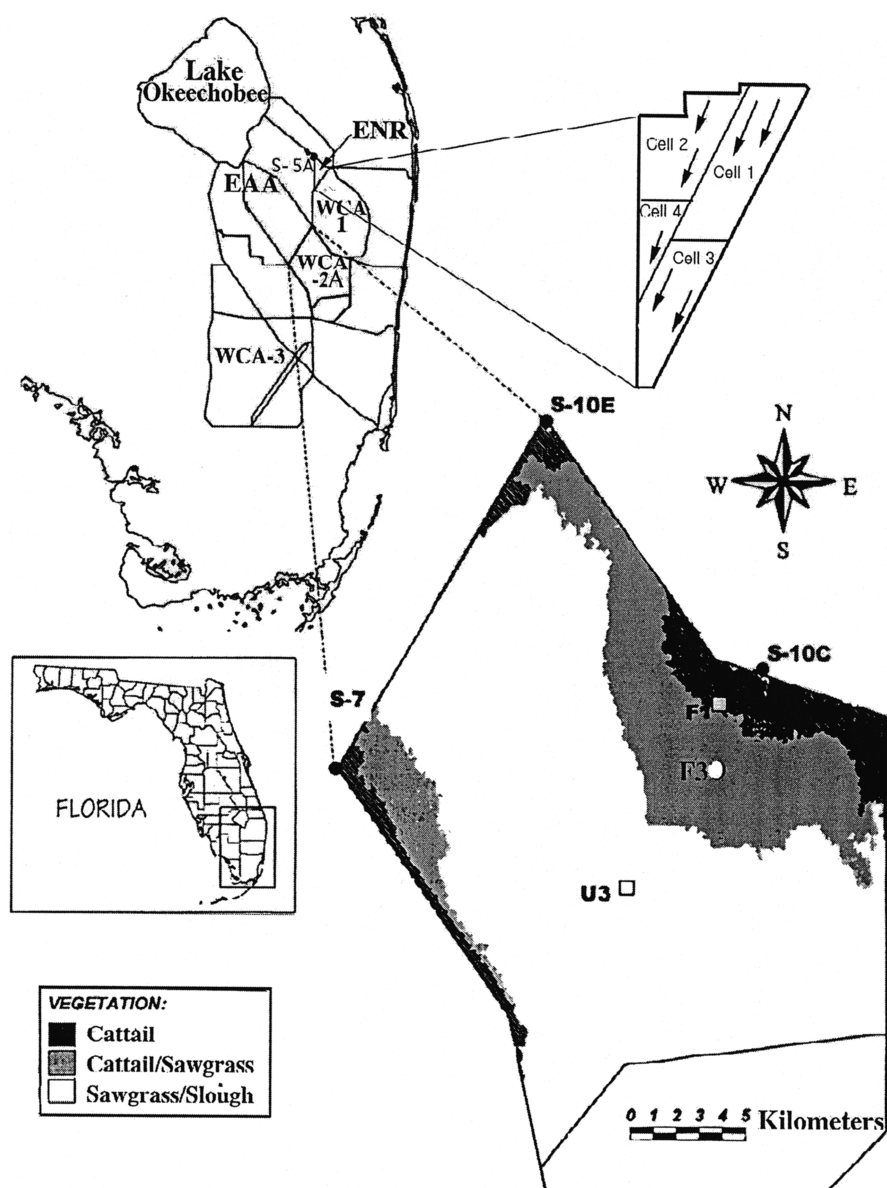 Lake
Okeechobee
ENR
S-5A
EAA
WCA
1
WCA
-2A
WCA-3
Cell 2
Cell 1
Cell 4
Cell 3
S-10E
N
W
E
S
S-10C
S-7
F1
F3
U3
FLORIDA
VEGETATION:
Cattail
Cattail/Sawgrass
Sawgrass/Slough
0 1 2 3 4 5 Kilometers